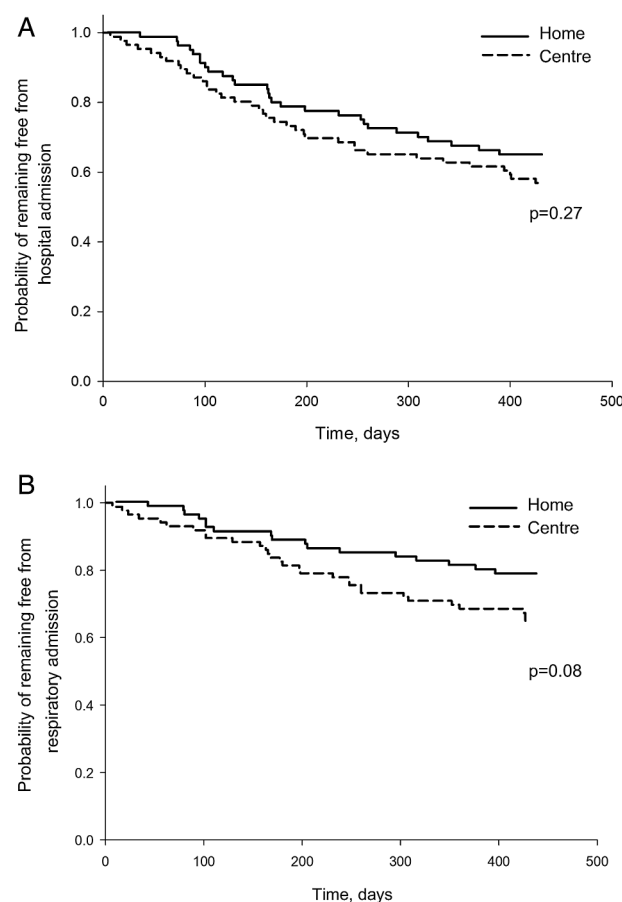 A
Home
Centre
1.0
0.8
0.6
0.4
0.2
0.0
Probability of remaining free from
hospital admission
p=0.27
0 100 200 300 400 500
Time, days
B
Home
Centre
1.0
0.8
0.6
0.4
0.2
0.0
Probability of remaining free from
respiratory admission
p=0.08
0 100 200 300 400 500
Time, days